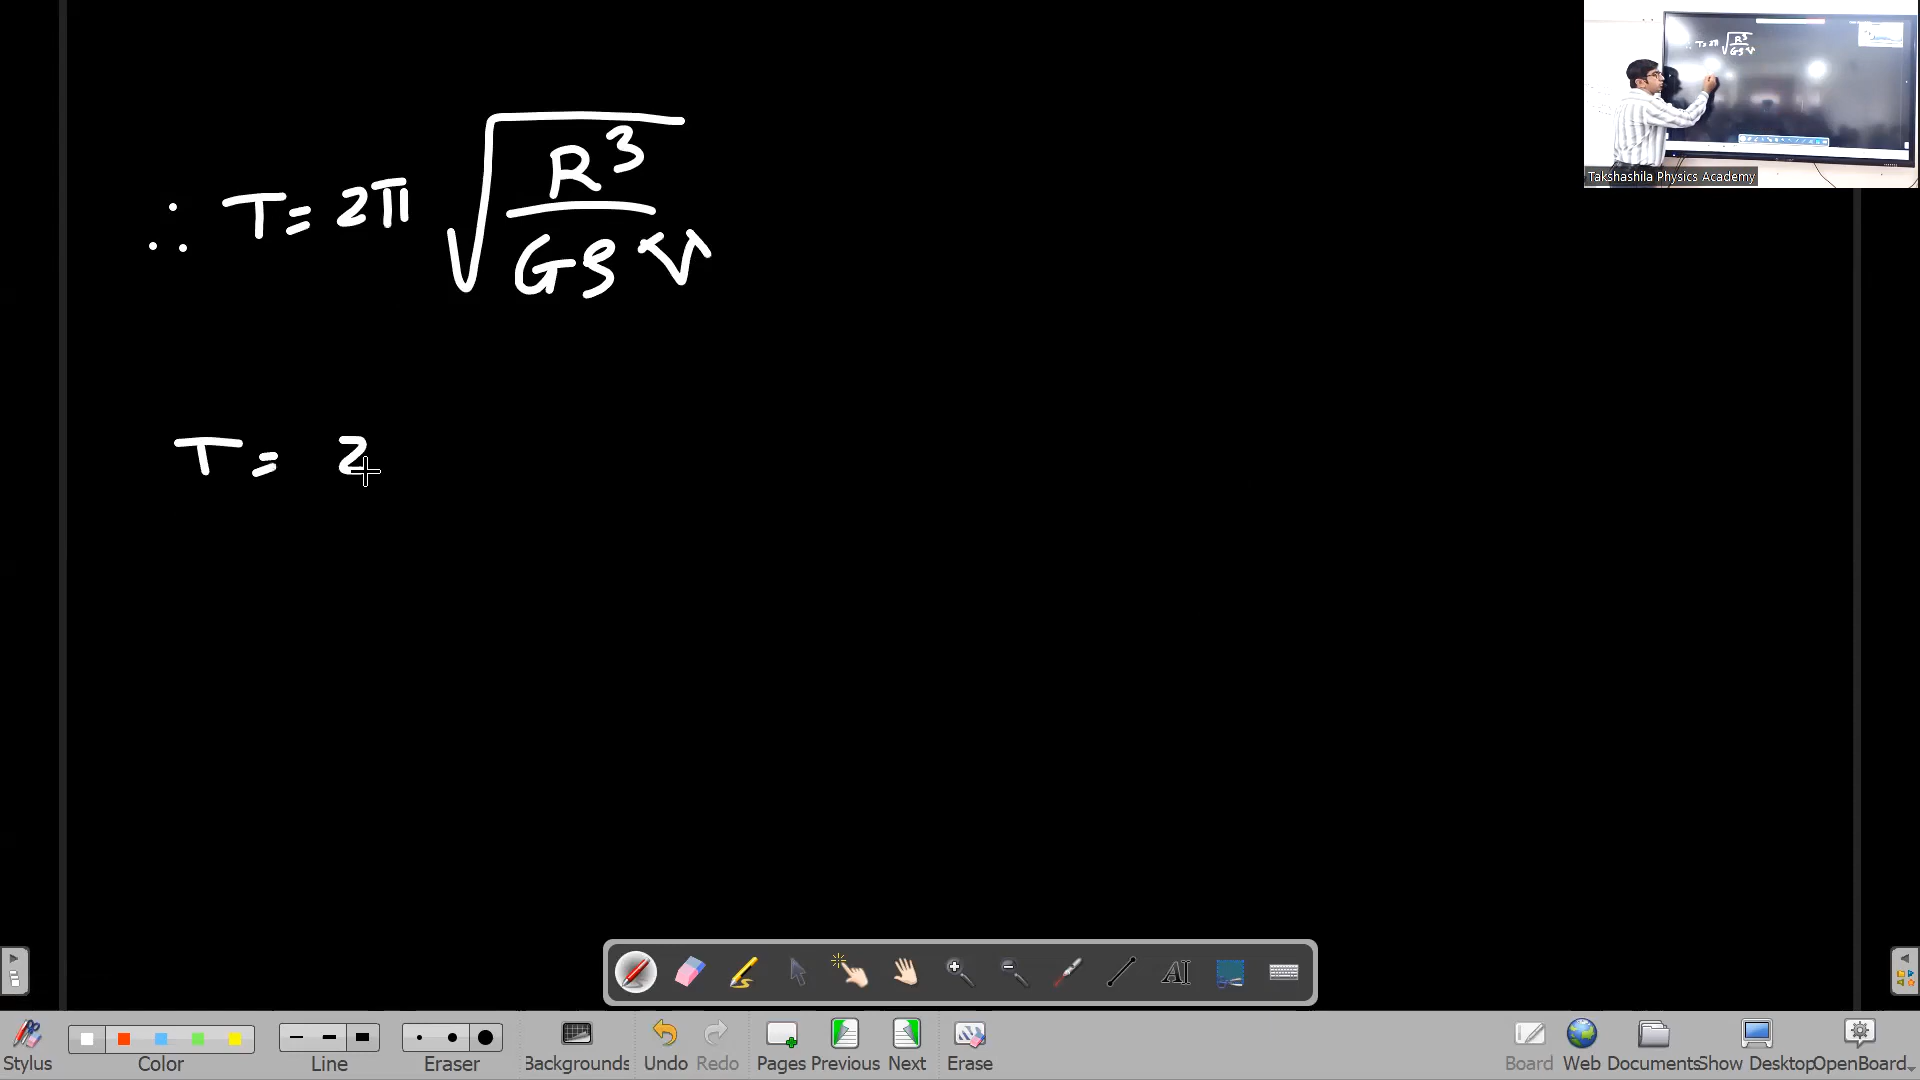 Takshashila Physics Academy
∴ T = 2π √(R³ / GρV)
T = 2
Stylus Color Line Eraser Backgrounds Undo Redo Pages Previous Next Erase Board Web Documents Show Desktop OpenBoard